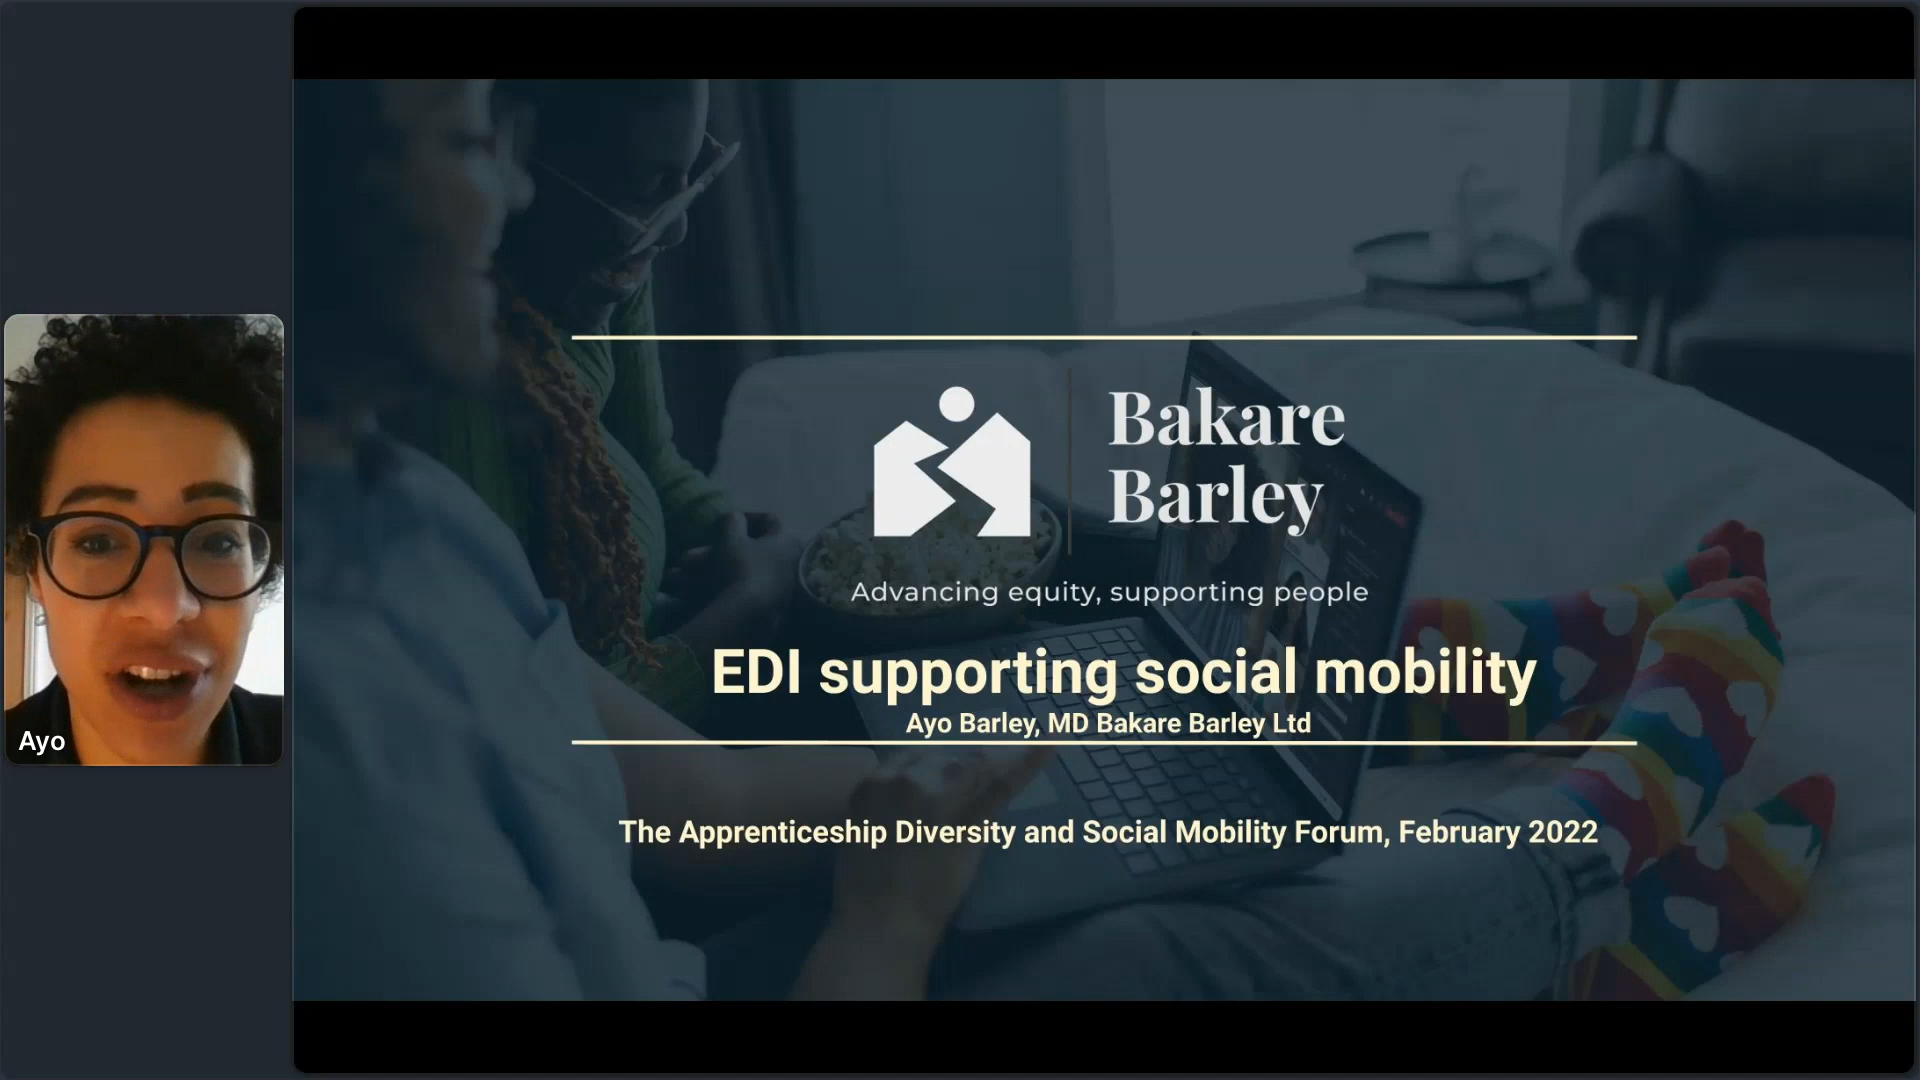 Bakare
Barley
Advancing equity, supporting people
EDI supporting social mobility
Ayo Barley, MD Bakare Barley Ltd
The Apprenticeship Diversity and Social Mobility Forum, February 2022
Ayo